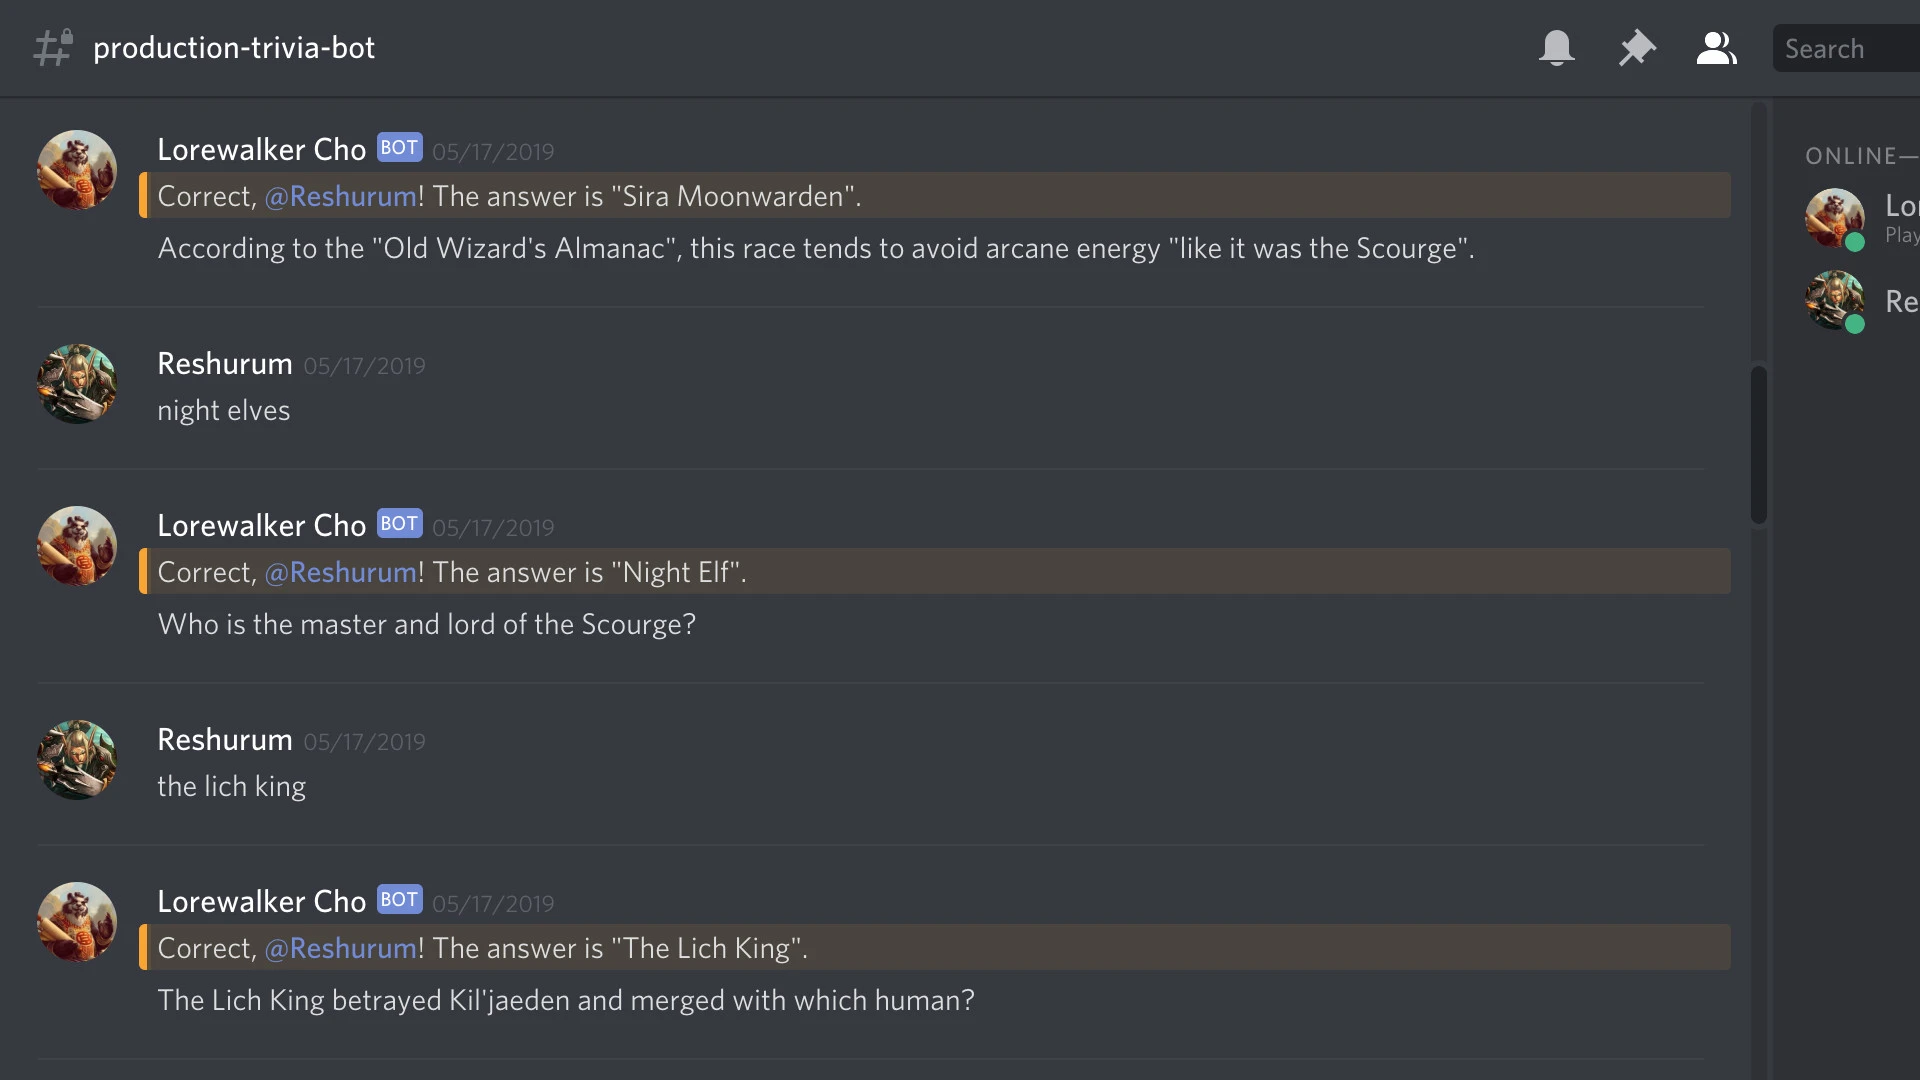 production-trivia-bot
Search
Lorewalker Cho BOT 05/17/2019
Correct, @Reshurum! The answer is "Sira Moonwarden".
According to the "Old Wizard's Almanac", this race tends to avoid arcane energy "like it was the Scourge".
Reshurum 05/17/2019
night elves
Lorewalker Cho BOT 05/17/2019
Correct, @Reshurum! The answer is "Night Elf".
Who is the master and lord of the Scourge?
Reshurum 05/17/2019
the lich king
Lorewalker Cho BOT 05/17/2019
Correct, @Reshurum! The answer is "The Lich King".
The Lich King betrayed Kil'jaeden and merged with which human?
ONLINE—
Lor
Play
Re